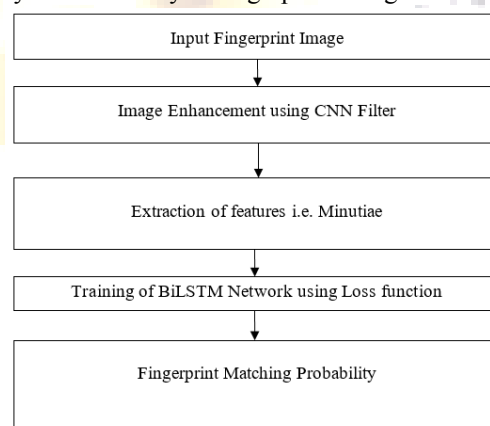 Input Fingerprint Image
Image Enhancement using CNN Filter
Extraction of features i.e. Minutiae
Training of BiLSTM Network using Loss function
Fingerprint Matching Probability